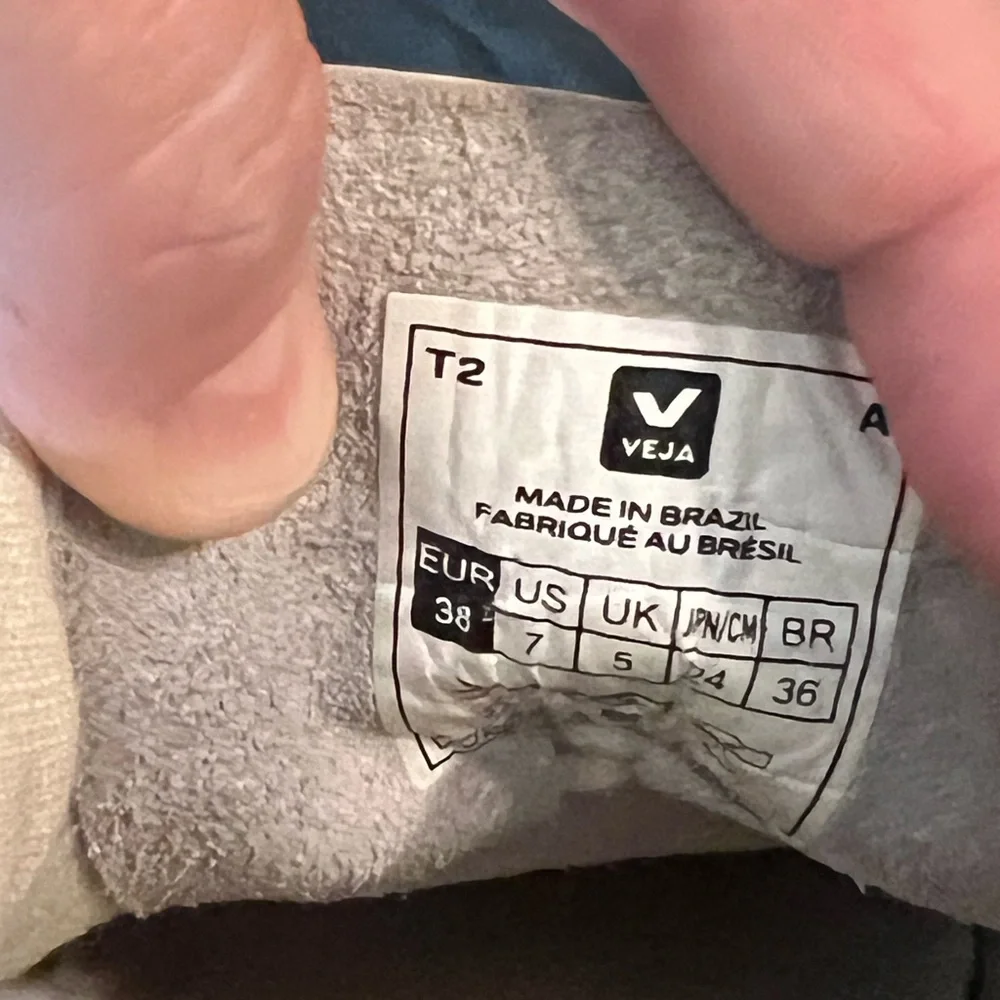 T2
A
VEJA
MADE IN BRAZIL
FABRIQUÉ AU BRÉSIL
EUR US UK JPN/CM BR
38 7 5 24 36